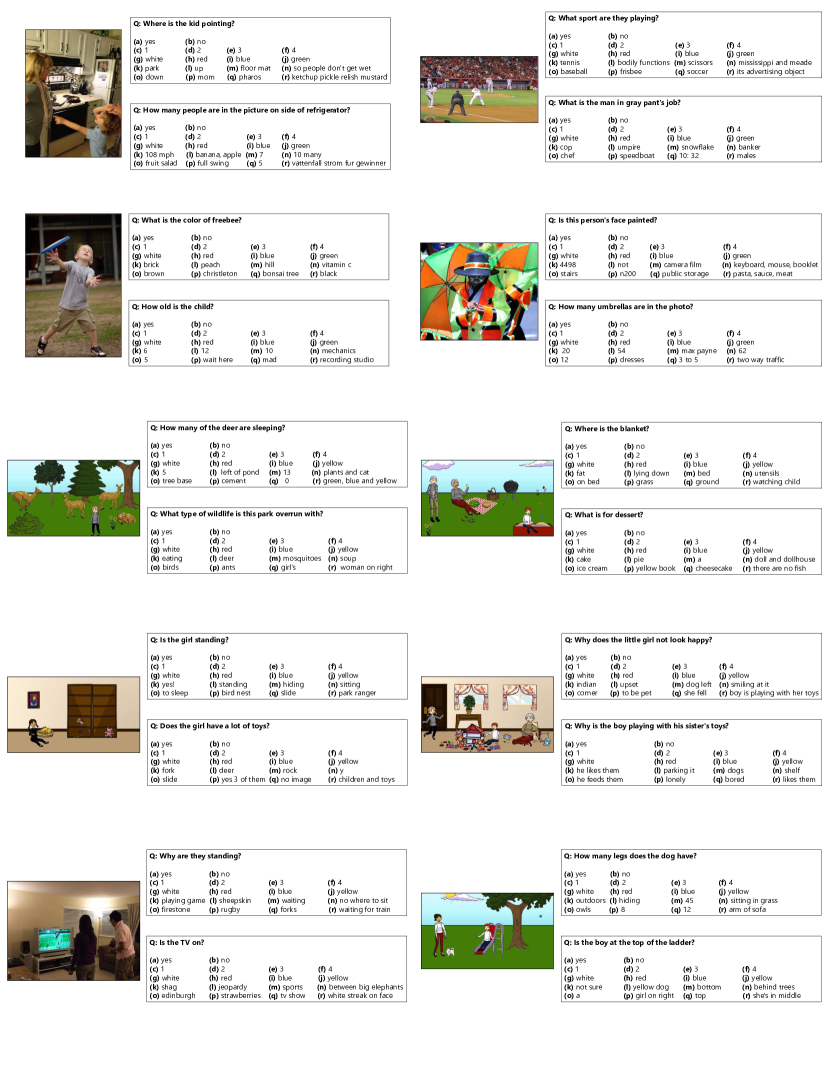 Q: Where is the kid pointing?
(a) yes (b) no
(c) 1 (d) 2 (e) 3 (f) 4
(g) white (h) red (i) blue (j) green
(k) park (l) up (m) floor mat (n) so people don't get wet
(o) down (p) mom (q) pharos (r) ketchup pickle relish mustard
Q: How many people are in the picture on side of refrigerator?
(a) yes (b) no
(c) 1 (d) 2 (e) 3 (f) 4
(g) white (h) red (i) blue (j) green
(k) 108 mph (l) banana, apple (m) 7 (n) 10 many
(o) fruit salad (p) full swing (q) 5 (r) vattenfall strom fur gewinner
Q: What sport are they playing?
(a) yes (b) no
(c) 1 (d) 2 (e) 3 (f) 4
(g) white (h) red (i) blue (j) green
(k) tennis (l) bodily functions (m) scissors (n) mississippi and meade
(o) baseball (p) frisbee (q) soccer (r) its advertising object
Q: What is the man in gray pant's job?
(a) yes (b) no
(c) 1 (d) 2 (e) 3 (f) 4
(g) white (h) red (i) blue (j) green
(k) cop (l) umpire (m) snowflake (n) banker
(o) chef (p) speedboat (q) 10: 32 (r) males
Q: What is the color of freebee?
(a) yes (b) no
(c) 1 (d) 2 (e) 3 (f) 4
(g) white (h) red (i) blue (j) green
(k) brick (l) peach (m) hill (n) vitamin c
(o) brown (p) christleton (q) bonsai tree (r) black
Q: How old is the child?
(a) yes (b) no
(c) 1 (d) 2 (e) 3 (f) 4
(g) white (h) red (i) blue (j) green
(k) 6 (l) 12 (m) 10 (n) mechanics
(o) 5 (p) wait here (q) mad (r) recording studio
Q: Is this person's face painted?
(a) yes (b) no
(c) 1 (d) 2 (e) 3 (f) 4
(g) white (h) red (i) blue (j) green
(k) 4498 (l) not (m) camera film (n) keyboard, mouse, booklet
(o) stairs (p) n200 (q) public storage (r) pasta, sauce, meat
Q: How many umbrellas are in the photo?
(a) yes (b) no
(c) 1 (d) 2 (e) 3 (f) 4
(g) white (h) red (i) blue (j) green
(k) 20 (l) 54 (m) max payne (n) 62
(o) 12 (p) dresses (q) 3 to 5 (r) two way traffic
Q: How many of the deer are sleeping?
(a) yes (b) no
(c) 1 (d) 2 (e) 3 (f) 4
(g) white (h) red (i) blue (j) yellow
(k) 5 (l) left of pond (m) 13 (n) plants and cat
(o) tree base (p) cement (q) 0 (r) green, blue and yellow
Q: What type of wildlife is this park overrun with?
(a) yes (b) no
(c) 1 (d) 2 (e) 3 (f) 4
(g) white (h) red (i) blue (j) yellow
(k) eating (l) deer (m) mosquitoes (n) soup
(o) birds (p) ants (q) girl's (r) woman on right
Q: Where is the blanket?
(a) yes (b) no
(c) 1 (d) 2 (e) 3 (f) 4
(g) white (h) red (i) blue (j) yellow
(k) fat (l) lying down (m) bed (n) utensils
(o) on bed (p) grass (q) ground (r) watching child
Q: What is for dessert?
(a) yes (b) no
(c) 1 (d) 2 (e) 3 (f) 4
(g) white (h) red (i) blue (j) yellow
(k) cake (l) pie (m) a (n) doll and dollhouse
(o) ice cream (p) yellow book (q) cheesecake (r) there are no fish
Q: Is the girl standing?
(a) yes (b) no
(c) 1 (d) 2 (e) 3 (f) 4
(g) white (h) red (i) blue (j) yellow
(k) yes! (l) standing (m) hiding (n) sitting
(o) to sleep (p) bird nest (q) slide (r) park ranger
Q: Does the girl have a lot of toys?
(a) yes (b) no
(c) 1 (d) 2 (e) 3 (f) 4
(g) white (h) red (i) blue (j) yellow
(k) fork (l) deer (m) rock (n) y
(o) slide (p) yes 3 of them (q) no image (r) children and toys
Q: Why does the little girl not look happy?
(a) yes (b) no
(c) 1 (d) 2 (e) 3 (f) 4
(g) white (h) red (i) blue (j) yellow
(k) indian (l) upset (m) dog left (n) smiling at it
(o) corner (p) to be pet (q) she fell (r) boy is playing with her toys
Q: Why is the boy playing with his sister's toys?
(a) yes (b) no
(c) 1 (d) 2 (e) 3 (f) 4
(g) white (h) red (i) blue (j) yellow
(k) he likes them (l) parking it (m) dogs (n) shelf
(o) he feeds them (p) lonely (q) bored (r) likes them
Q: Why are they standing?
(a) yes (b) no
(c) 1 (d) 2 (e) 3 (f) 4
(g) white (h) red (i) blue (j) yellow
(k) playing game (l) sheepskin (m) waiting (n) no where to sit
(o) firestone (p) rugby (q) forks (r) waiting for train
Q: Is the TV on?
(a) yes (b) no
(c) 1 (d) 2 (e) 3 (f) 4
(g) white (h) red (i) blue (j) yellow
(k) shag (l) jeopardy (m) sports (n) between big elephants
(o) edinburgh (p) strawberries (q) tv show (r) white streak on face
Q: How many legs does the dog have?
(a) yes (b) no
(c) 1 (d) 2 (e) 3 (f) 4
(g) white (h) red (i) blue (j) yellow
(k) outdoors (l) hiding (m) 45 (n) sitting in grass
(o) owls (p) 8 (q) 12 (r) arm of sofa
Q: Is the boy at the top of the ladder?
(a) yes (b) no
(c) 1 (d) 2 (e) 3 (f) 4
(g) white (h) red (i) blue (j) yellow
(k) not sure (l) yellow dog (m) bottom (n) behind trees
(o) a (p) girl on right (q) top (r) she's in middle